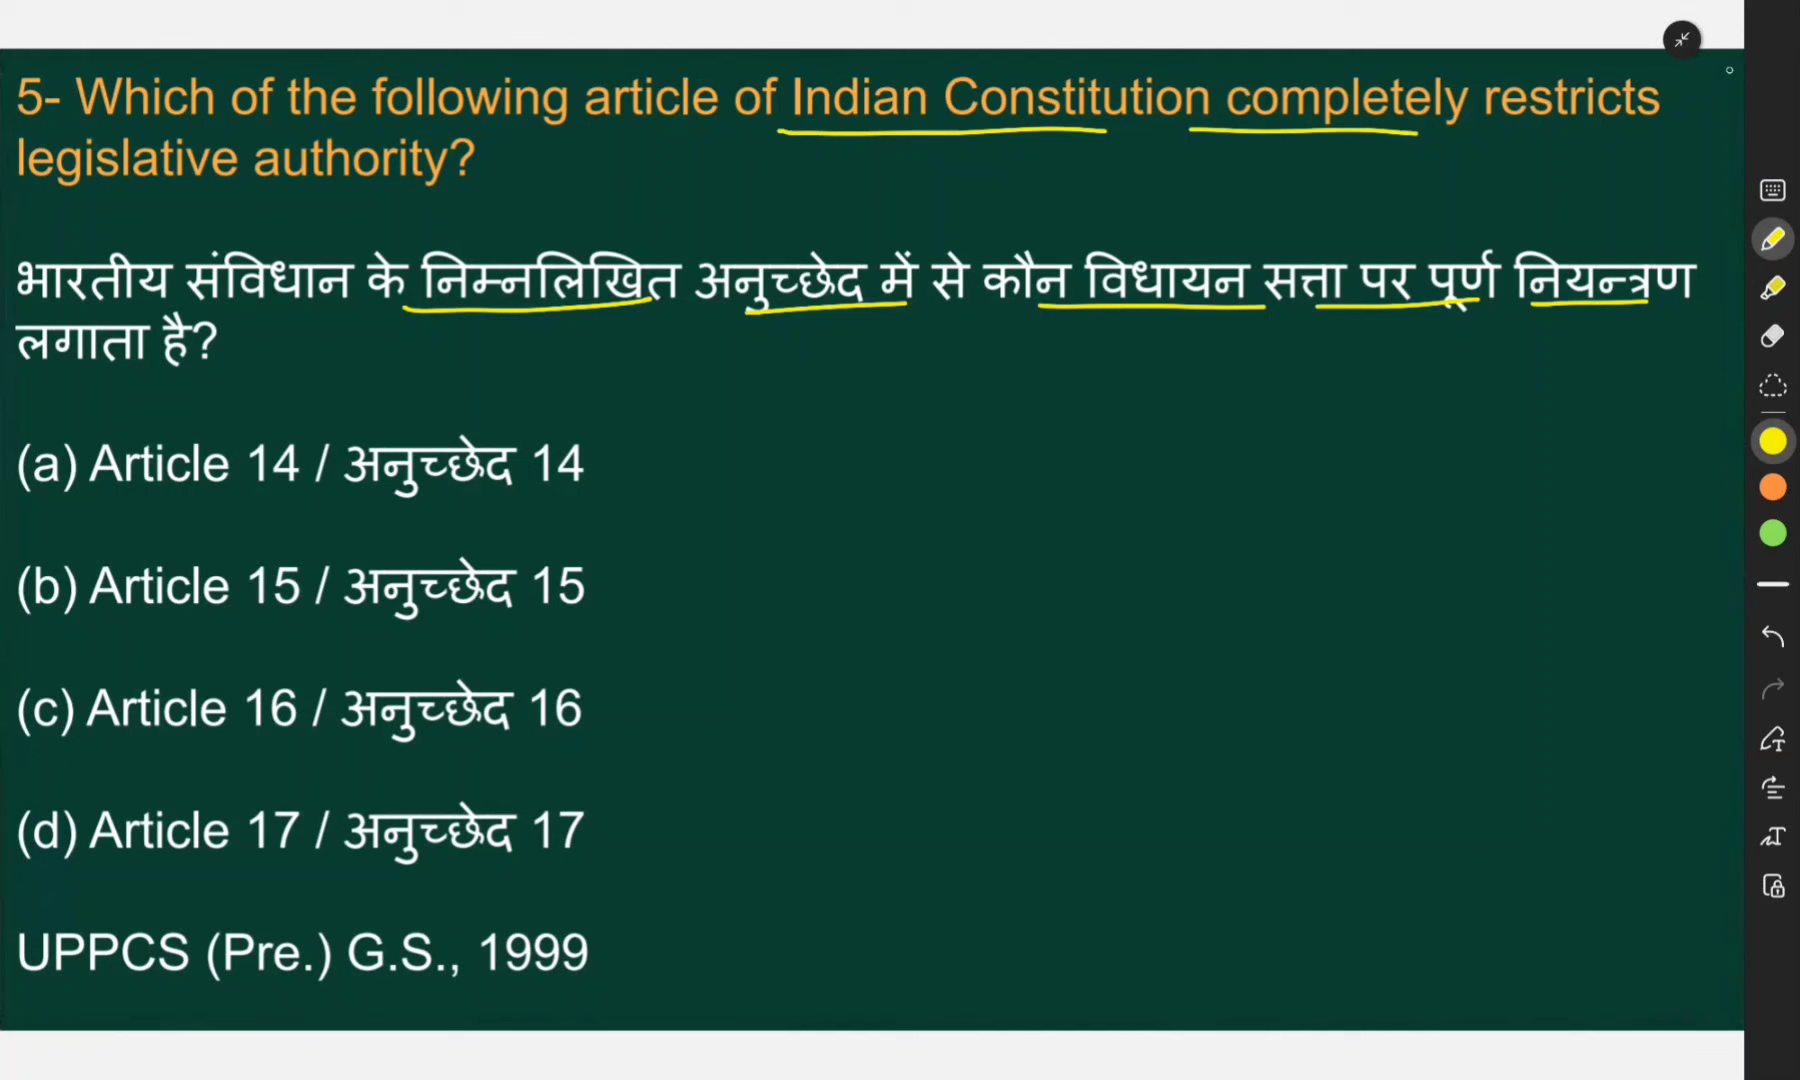 5- Which of the following article of Indian Constitution completely restricts
legislative authority?
भारतीय संविधान के निम्नलिखित अनुच्छेद में से कौन विधायन सत्ता पर पूर्ण नियन्त्रण
लगाता है?
(a) Article 14 / अनुच्छेद 14
(b) Article 15 / अनुच्छेद 15
(c) Article 16 / अनुच्छेद 16
(d) Article 17 / अनुच्छेद 17
UPPCS (Pre.) G.S., 1999